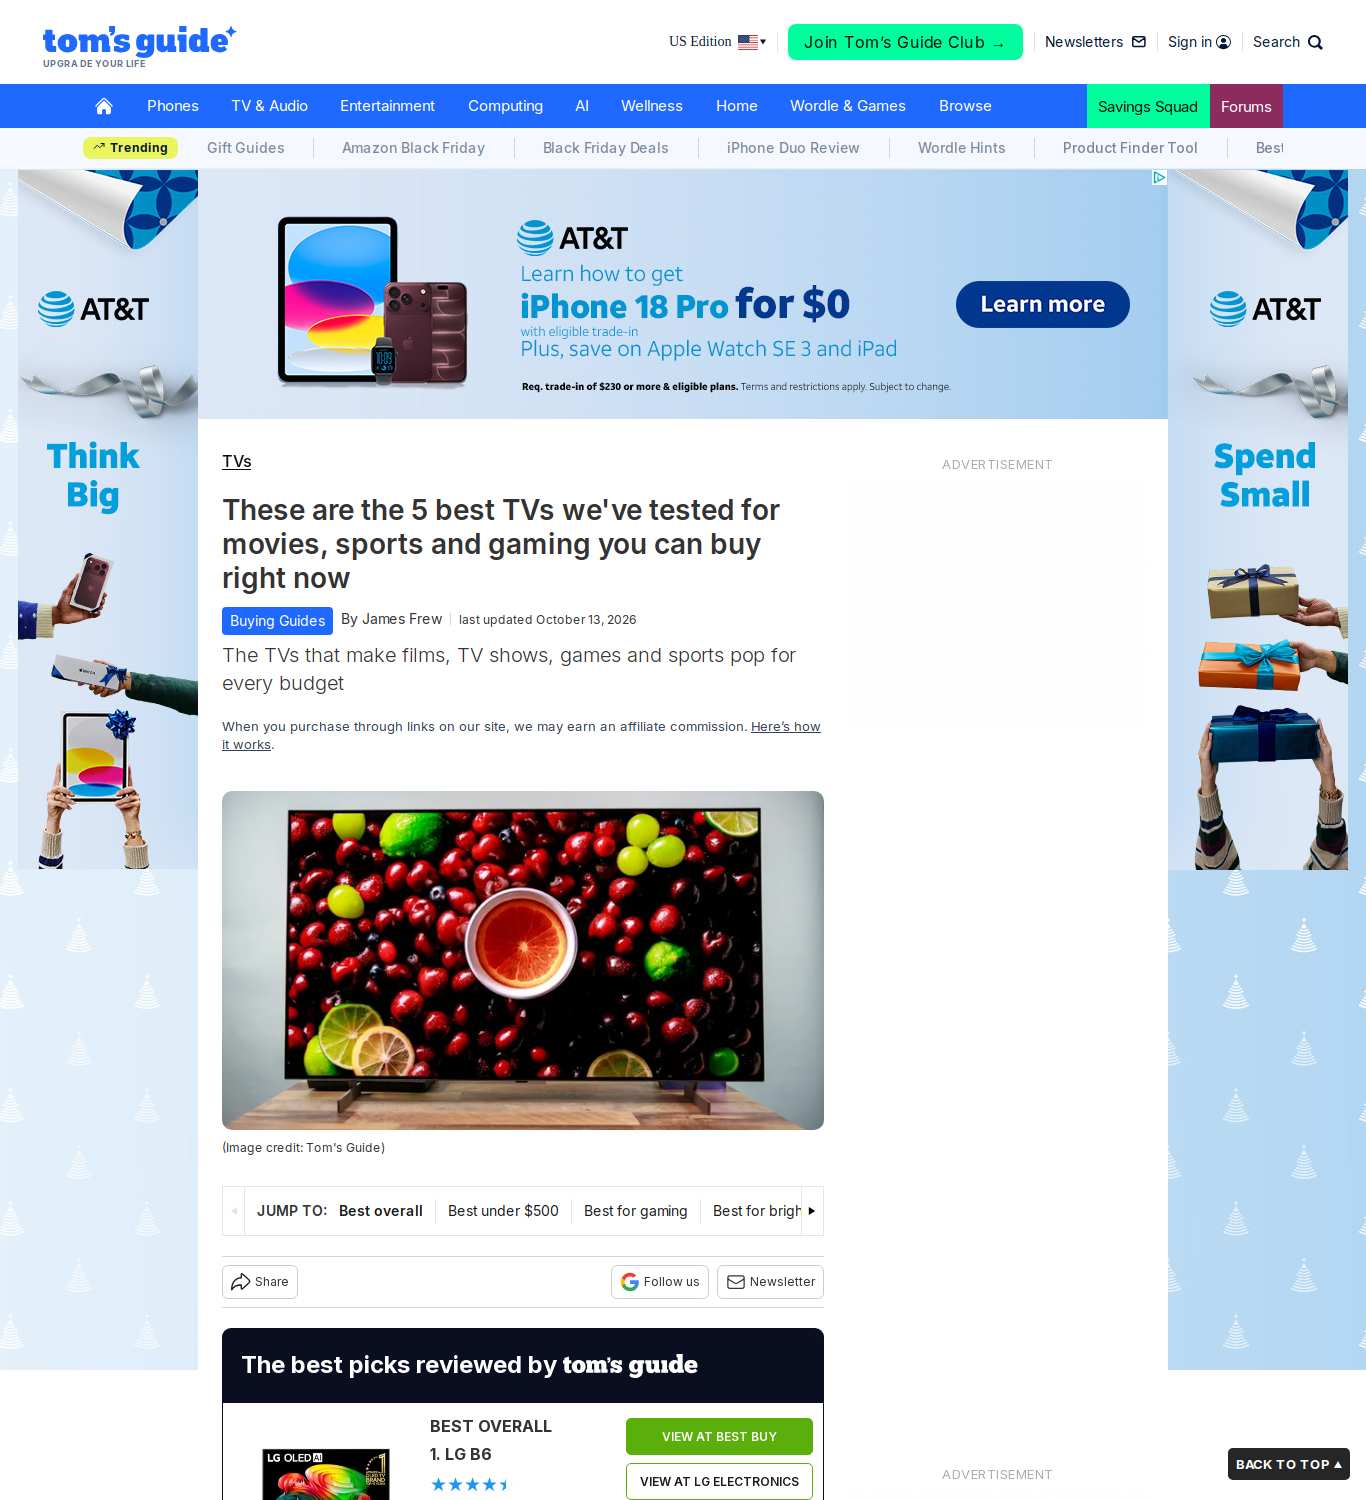 tom's guide
UPGRADE YOUR LIFE
US Edition
Join Tom's Guide Club →
Newsletters
Sign in
Search
Phones
TV & Audio
Entertainment
Computing
AI
Wellness
Home
Wordle & Games
Browse
Savings Squad
Forums
Trending
Gift Guides
Amazon Black Friday
Black Friday Deals
iPhone Duo Review
Wordle Hints
Product Finder Tool
Best
AT&T
Think
Big
AT&T
Learn how to get
iPhone 18 Pro for $0
with eligible trade-in
Plus, save on Apple Watch SE 3 and iPad
Req. trade-in of $230 or more & eligible plans. Terms and restrictions apply. Subject to change.
Learn more
AT&T
Spend
Small
TVs
ADVERTISEMENT
These are the 5 best TVs we've tested for
movies, sports and gaming you can buy
right now
Buying Guides
By James Frew
last updated October 13, 2026
The TVs that make films, TV shows, games and sports pop for
every budget
When you purchase through links on our site, we may earn an affiliate commission. Here's how
it works.
(Image credit: Tom's Guide)
JUMP TO:
Best overall
Best under $500
Best for gaming
Best for brigh
Share
Follow us
Newsletter
The best picks reviewed by tom's guide
BEST OVERALL
1. LG B6
LG OLED AI
VIEW AT BEST BUY
VIEW AT LG ELECTRONICS
ADVERTISEMENT
BACK TO TOP